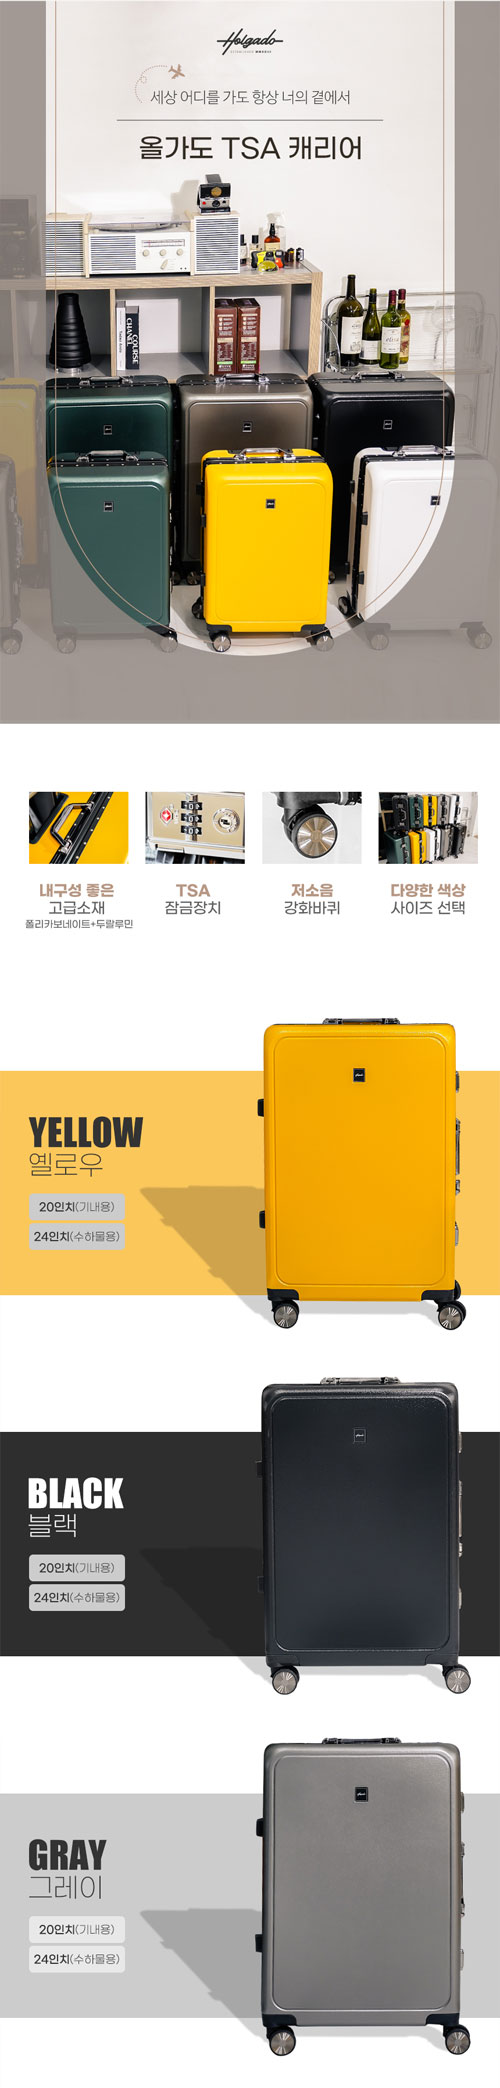 Holgado
세상 어디를 가도 항상 너의 곁에서
올가도 TSA 캐리어
COURSE
CHANEL
내구성 좋은
고급소재
폴리카보네이트+두랄루민
TSA
잠금장치
저소음
강화바퀴
다양한 색상
사이즈 선택
YELLOW
옐로우
20인치(기내용)
24인치(수하물용)
BLACK
블랙
20인치(기내용)
24인치(수하물용)
GRAY
그레이
20인치(기내용)
24인치(수하물용)